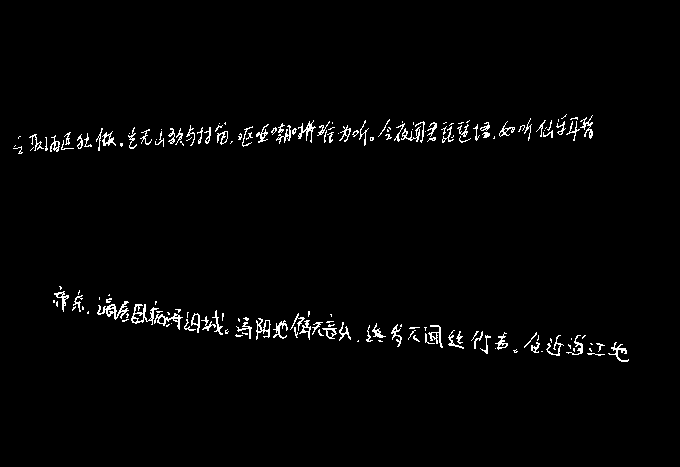 往取酒还独倾。岂无山歌与村笛，呕哑嘲哳难为听。今夜闻君琵琶语，如听仙乐耳暂
帝京，谪居卧病浔阳城。浔阳地僻无音乐，终岁不闻丝竹声。住近湓江地